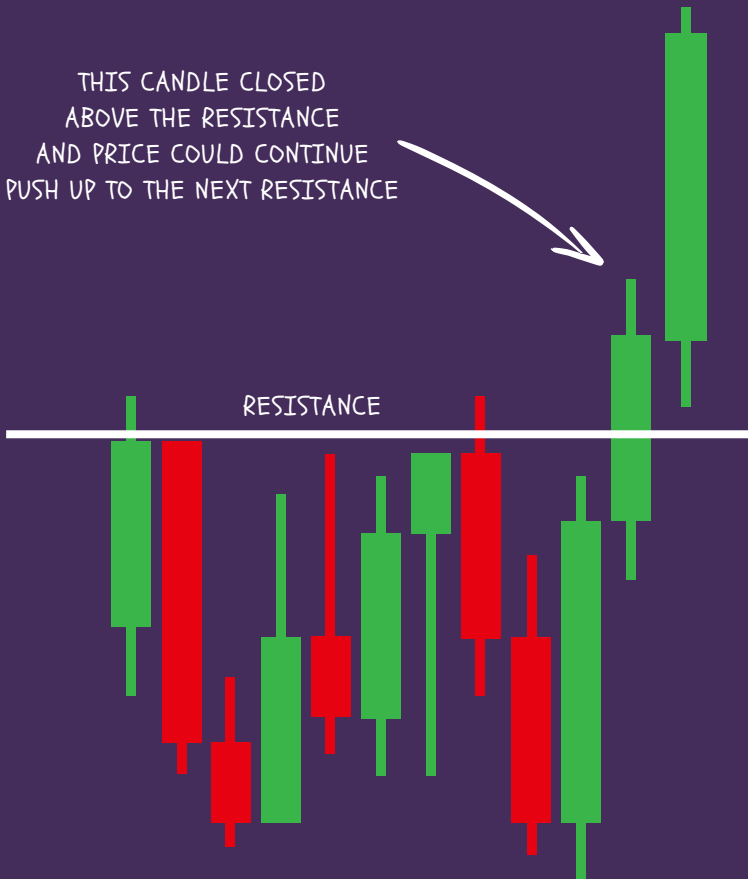 THIS CANDLE CLOSED
ABOVE THE RESISTANCE
AND PRICE COULD CONTINUE
PUSH UP TO THE NEXT RESISTANCE
RESISTANCE